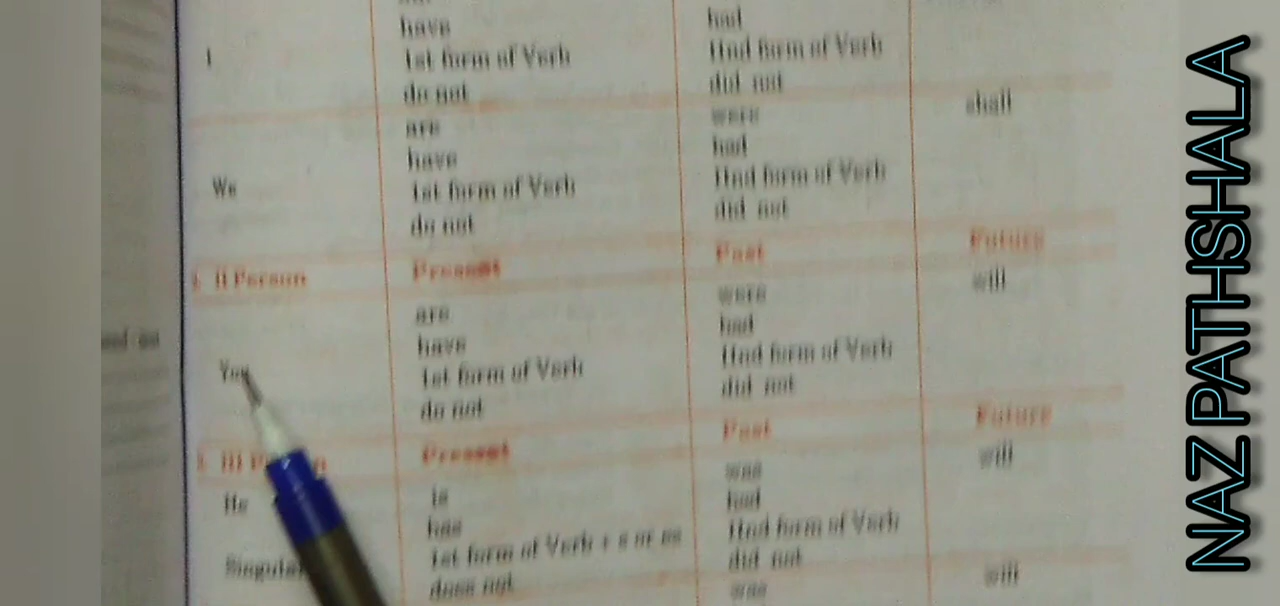 had
have
I 1st form of Verb IInd form of Verb
do not did not
are were shall
have had
We 1st form of Verb IInd form of Verb
do not did not
II Person Present Past Future
are were will
have had
You 1st form of Verb IInd form of Verb
do not did not
III Present Past Future
He is was will
has had
1st form of Verb + s or es IInd form of Verb
does not did not
was will
NAZ PATHSHALA